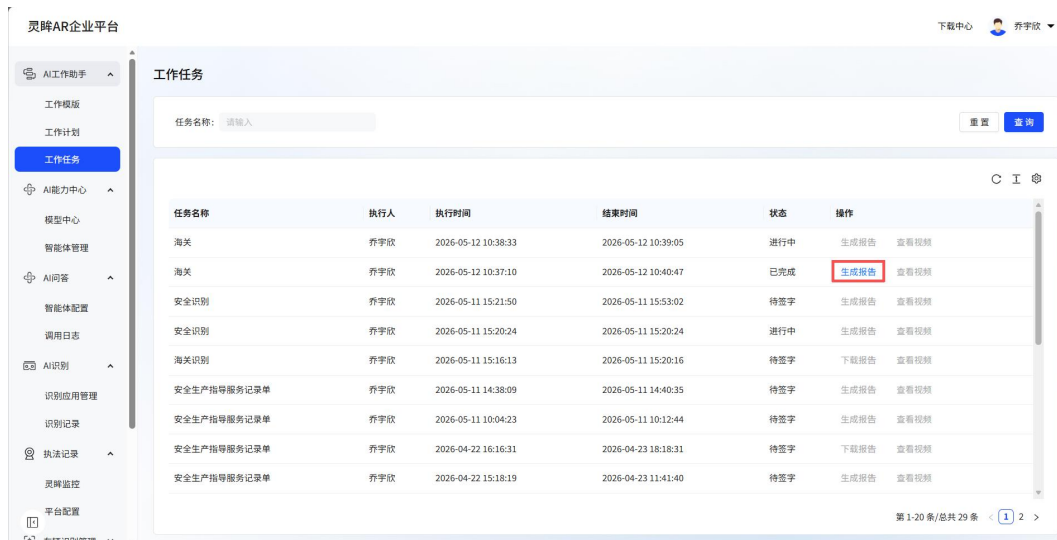 灵眸AR企业平台
下载中心 乔宇欣
AI工作助手
工作模版
工作计划
工作任务
AI能力中心
模型中心
智能体管理
AI问答
智能体配置
调用日志
AI识别
识别应用管理
识别记录
执法记录
灵眸监控
平台配置
工作任务
任务名称: 请输入 重置 查询
任务名称 执行人 执行时间 结束时间 状态 操作
海关 乔宇欣 2026-05-12 10:38:33 2026-05-12 10:39:05 进行中 生成报告 查看视频
海关 乔宇欣 2026-05-12 10:37:10 2026-05-12 10:40:47 已完成 生成报告 查看视频
安全识别 乔宇欣 2026-05-11 15:21:50 2026-05-11 15:53:02 待签字 生成报告 查看视频
安全识别 乔宇欣 2026-05-11 15:20:24 2026-05-11 15:20:24 进行中 生成报告 查看视频
海关识别 乔宇欣 2026-05-11 15:16:13 2026-05-11 15:20:16 待签字 下载报告 查看视频
安全生产指导服务记录单 乔宇欣 2026-05-11 14:38:09 2026-05-11 14:40:35 待签字 生成报告 查看视频
安全生产指导服务记录单 乔宇欣 2026-05-11 10:04:23 2026-05-11 10:12:44 待签字 生成报告 查看视频
安全生产指导服务记录单 乔宇欣 2026-04-22 16:16:31 2026-04-23 18:18:31 待签字 下载报告 查看视频
安全生产指导服务记录单 乔宇欣 2026-04-22 15:18:19 2026-04-23 11:41:40 待签字 生成报告 查看视频
第 1-20 条/总共 29 条 < 1 2 >